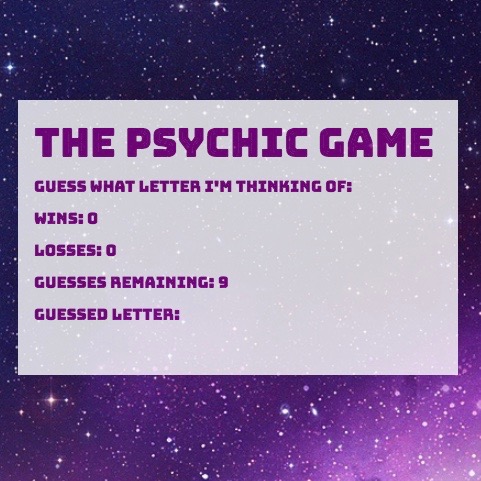 THE PSYCHIC GAME
GUESS WHAT LETTER I'M THINKING OF:
WINS: 0
LOSSES: 0
GUESSES REMAINING: 9
GUESSED LETTER: